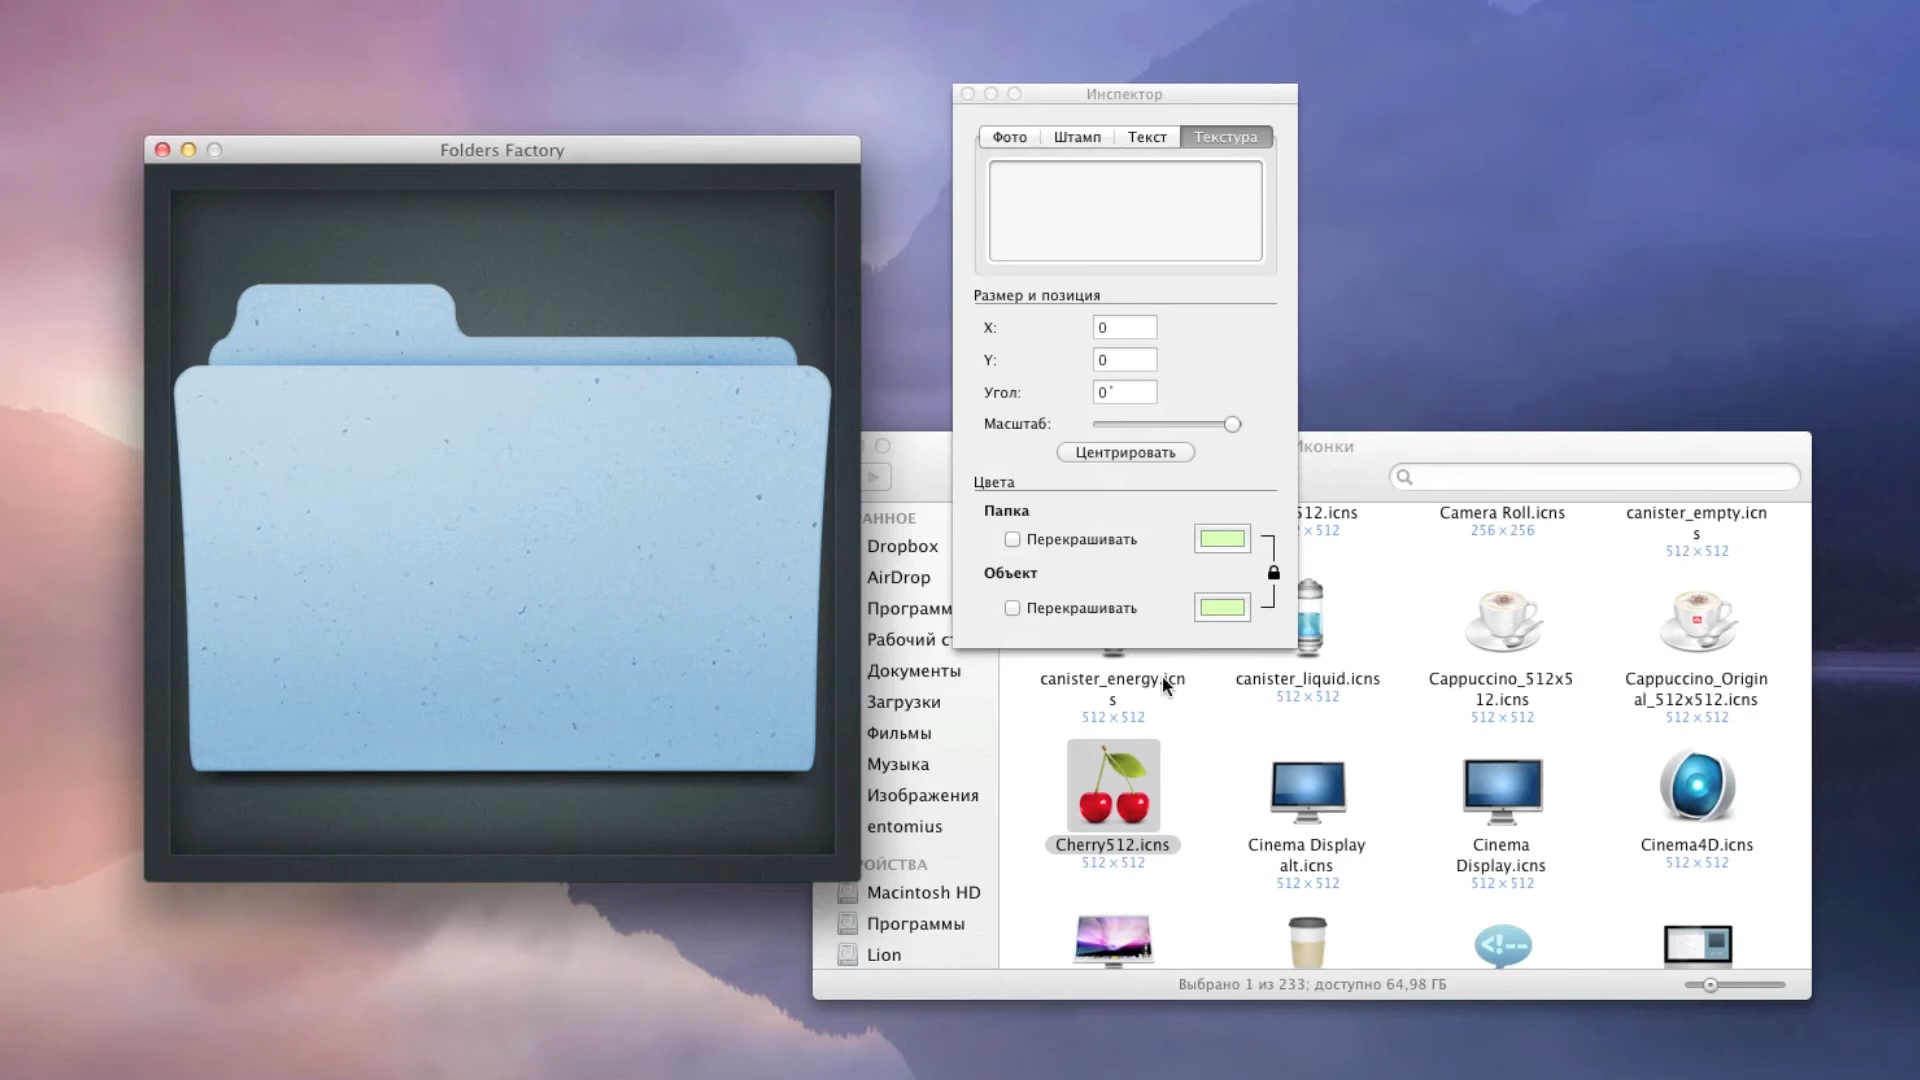 Folders Factory
Инспектор
Фото
Штамп
Текст
Текстура
Размер и позиция
X:
0
Y:
0
Угол:
0°
Масштаб:
Центрировать
Цвета
Папка
Перекрашивать
Объект
Перекрашивать
Иконки
АННОЕ
Dropbox
AirDrop
Программ
Рабочий ст
Документы
Загрузки
Фильмы
Музыка
Изображения
entomius
ОЙСТВА
Macintosh HD
Программы
Lion
512.icns
×512
Camera Roll.icns
256×256
canister_empty.icn
s
512×512
canister_energy.icn
s
512×512
canister_liquid.icns
512×512
Cappuccino_512x5
12.icns
512×512
Cappuccino_Origin
al_512x512.icns
512×512
Cherry512.icns
512×512
Cinema Display
alt.icns
512×512
Cinema
Display.icns
512×512
Cinema4D.icns
512×512
<!--
Выбрано 1 из 233; доступно 64,98 ГБ